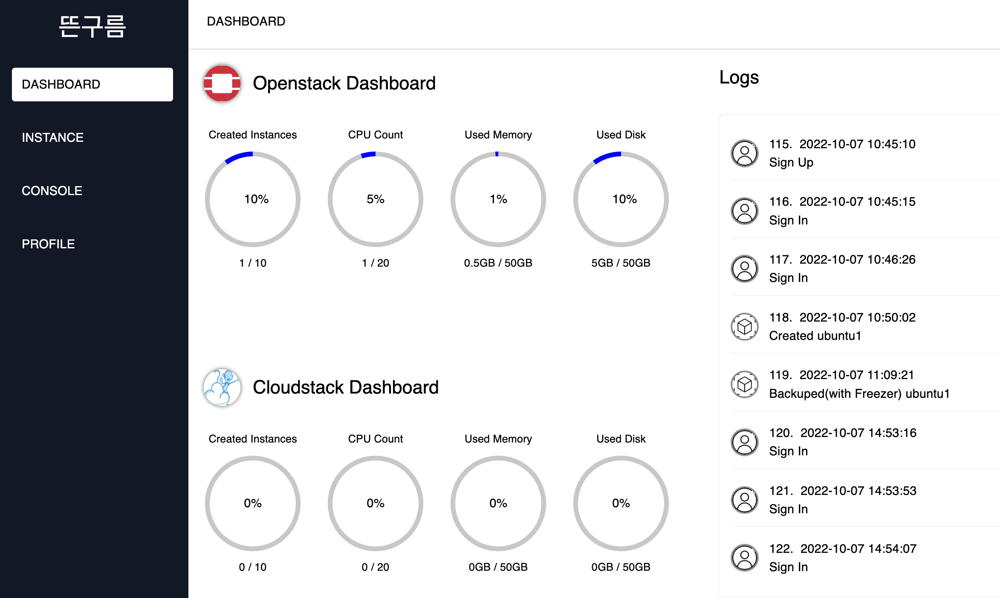 뜬구름
DASHBOARD
INSTANCE
CONSOLE
PROFILE
DASHBOARD
Openstack Dashboard
Created Instances
CPU Count
Used Memory
Used Disk
10%
5%
1%
10%
1 / 10
1 / 20
0.5GB / 50GB
5GB / 50GB
Cloudstack Dashboard
Created Instances
CPU Count
Used Memory
Used Disk
0%
0%
0%
0%
0 / 10
0 / 20
0GB / 50GB
0GB / 50GB
Logs
115. 2022-10-07 10:45:10
Sign Up
116. 2022-10-07 10:45:15
Sign In
117. 2022-10-07 10:46:26
Sign In
118. 2022-10-07 10:50:02
Created ubuntu1
119. 2022-10-07 11:09:21
Backuped(with Freezer) ubuntu1
120. 2022-10-07 14:53:16
Sign In
121. 2022-10-07 14:53:53
Sign In
122. 2022-10-07 14:54:07
Sign In